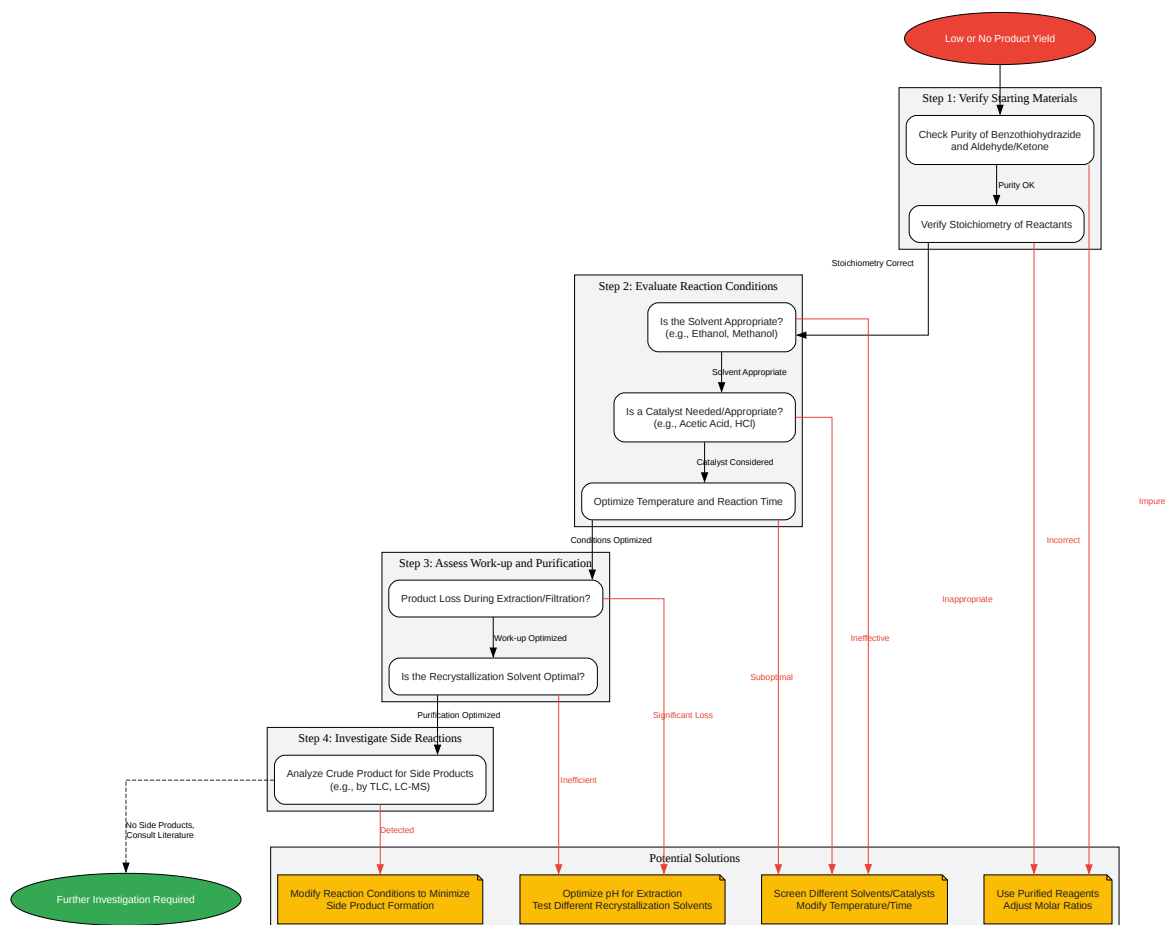 Low or No Product Yield
Step 1: Verify Starting Materials
Check Purity of Benzothiohydrazide
and Aldehyde/Ketone
Purity OK
Verify Stoichiometry of Reactants
Stoichiometry Correct
Step 2: Evaluate Reaction Conditions
Is the Solvent Appropriate?
(e.g., Ethanol, Methanol)
Solvent Appropriate
Is a Catalyst Needed/Appropriate?
(e.g., Acetic Acid, HCl)
Catalyst Considered
Optimize Temperature and Reaction Time
Impure
Conditions Optimized
Incorrect
Step 3: Assess Work-up and Purification
Product Loss During Extraction/Filtration?
Inappropriate
Work-up Optimized
Ineffective
Is the Recrystallization Solvent Optimal?
Suboptimal
Purification Optimized
Significant Loss
Step 4: Investigate Side Reactions
Analyze Crude Product for Side Products
(e.g., by TLC, LC-MS)
Inefficient
No Side Products,
Consult Literature
Detected
Potential Solutions
Further Investigation Required
Modify Reaction Conditions to Minimize
Side Product Formation
Optimize pH for Extraction
Test Different Recrystallization Solvents
Screen Different Solvents/Catalysts
Modify Temperature/Time
Use Purified Reagents
Adjust Molar Ratios